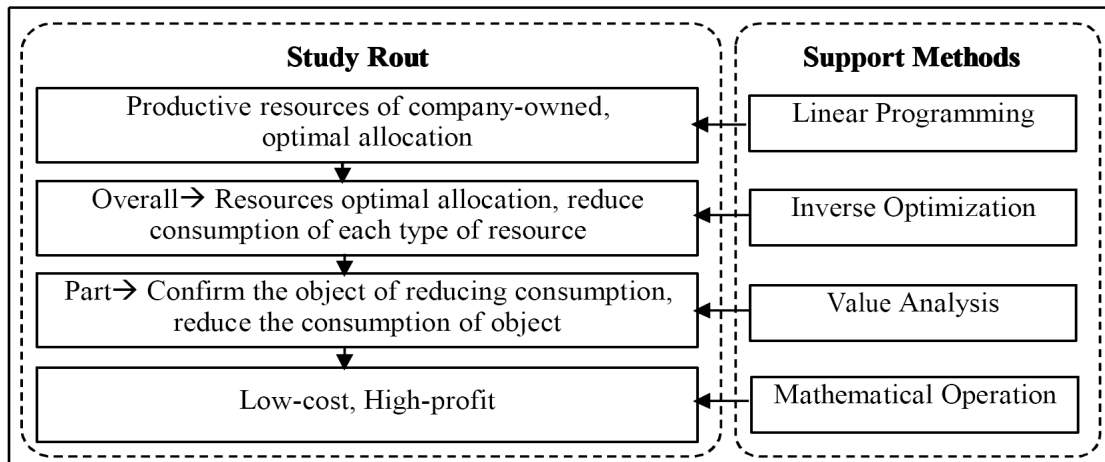 Study Rout
Productive resources of company-owned,
optimal allocation
Overall→ Resources optimal allocation, reduce
consumption of each type of resource
Part→ Confirm the object of reducing consumption,
reduce the consumption of object
Low-cost, High-profit
Support Methods
Linear Programming
Inverse Optimization
Value Analysis
Mathematical Operation